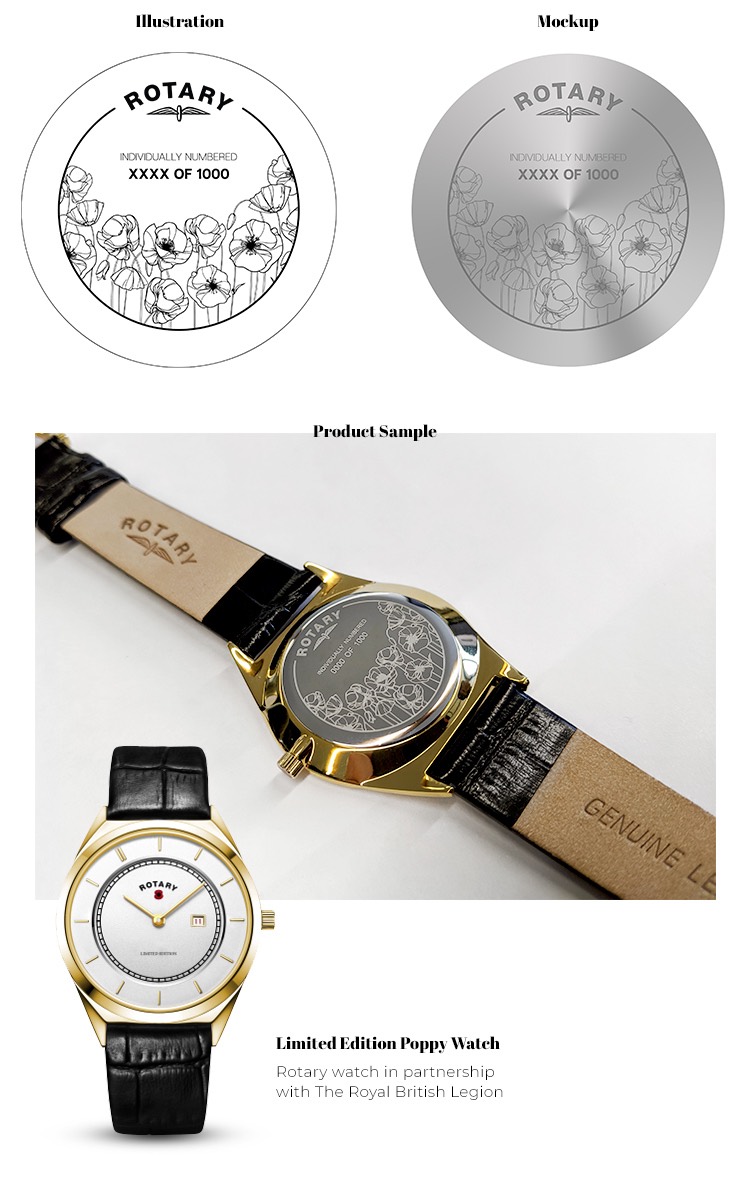 Illustration
Mockup
ROTARY
INDIVIDUALLY NUMBERED
XXXX OF 1000
ROTARY
INDIVIDUALLY NUMBERED
XXXX OF 1000
Product Sample
ROTARY
ROTARY
INDIVIDUALLY NUMBERED
0000 OF 1000
GENUINE LE
ROTARY
LIMITED EDITION
Limited Edition Poppy Watch
Rotary watch in partnership
with The Royal British Legion